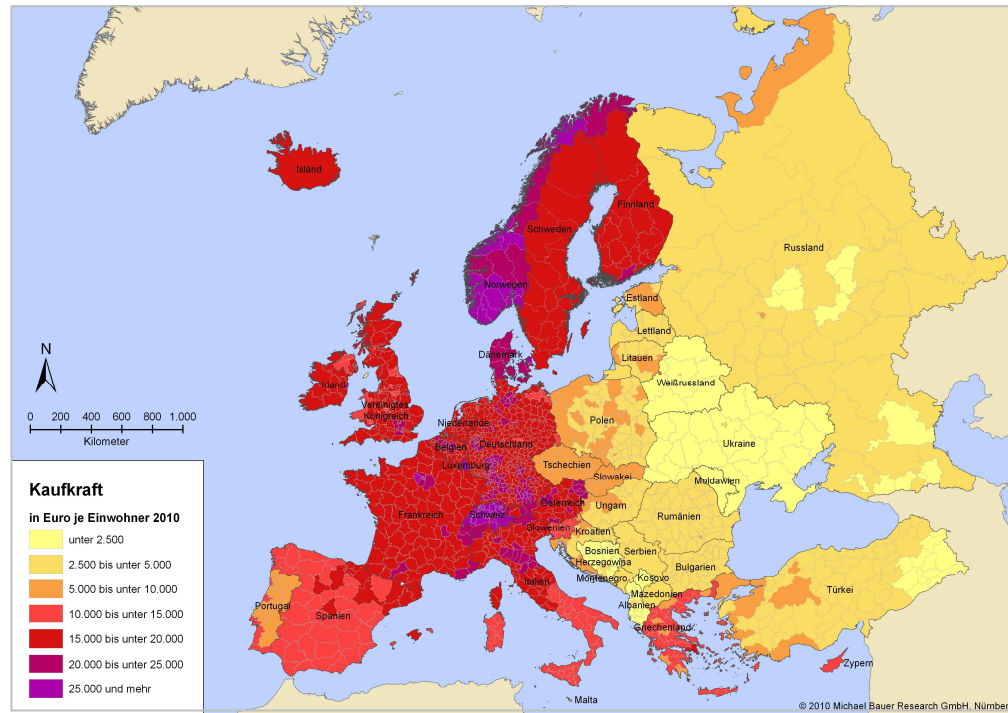 Island
Finnland
Schweden
Russland
Norwegen
Estland
Lettland
Dänemark
Litauen
Irland
Weißrussland
Vereinigtes
Königreich
Niederlande
Polen
Deutschland
Ukraine
Belgien
Luxemburg
Tschechien
Slowakei
Moldawien
Frankreich
Schweiz
Österreich
Ungarn
Rumänien
Slowenien
Kroatien
Bosnien
Herzegowina
Serbien
Montenegro
Kosovo
Bulgarien
Italien
Mazedonien
Albanien
Türkei
Portugal
Spanien
Griechenland
Zypern
Malta
N
0 200 400 600 800 1.000
Kilometer
Kaufkraft
in Euro je Einwohner 2010
unter 2.500
2.500 bis unter 5.000
5.000 bis unter 10.000
10.000 bis unter 15.000
15.000 bis unter 20.000
20.000 bis unter 25.000
25.000 und mehr
© 2010 Michael Bauer Research GmbH. Nürnber